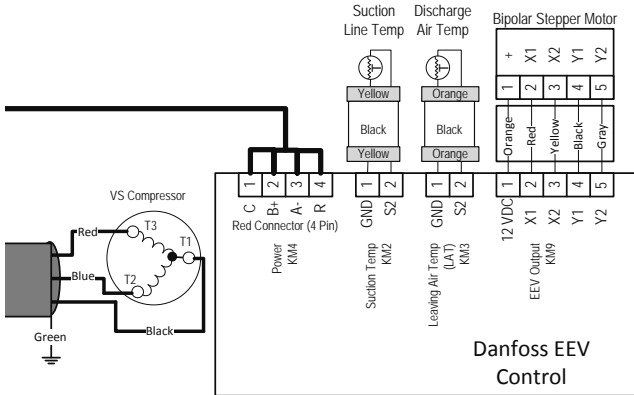 Suction
Line Temp
Discharge
Air Temp
Bipolar Stepper Motor
+
X1
X2
Y1
Y2
1
2
3
4
5
Yellow
Black
Yellow
Orange
Black
Orange
Orange
Red
Yellow
Black
Gray
1
2
3
4
C
B+
A-
R
Red Connector (4 Pin)
Power
KM4
1
2
GND
S2
Suction Temp
KM2
1
2
GND
S2
Leaving Air Temp
(LAT)
KM3
1
2
3
4
5
12 VDC
X1
X2
Y1
Y2
EEV Output
KM9
VS Compressor
Red
T3
T1
Blue
T2
Black
Green
Danfoss EEV
Control